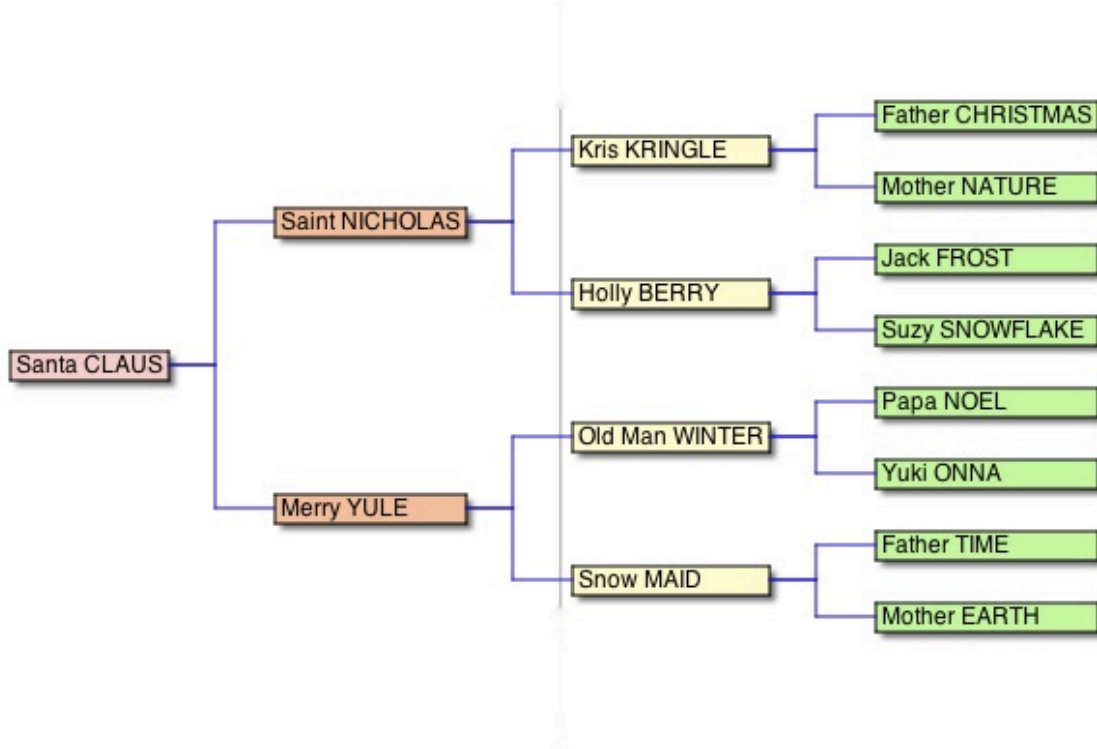 Father CHRISTMAS
Kris KRINGLE
Mother NATURE
Saint NICHOLAS
Jack FROST
Holly BERRY
Suzy SNOWFLAKE
Santa CLAUS
Papa NOEL
Old Man WINTER
Yuki ONNA
Merry YULE
Father TIME
Snow MAID
Mother EARTH